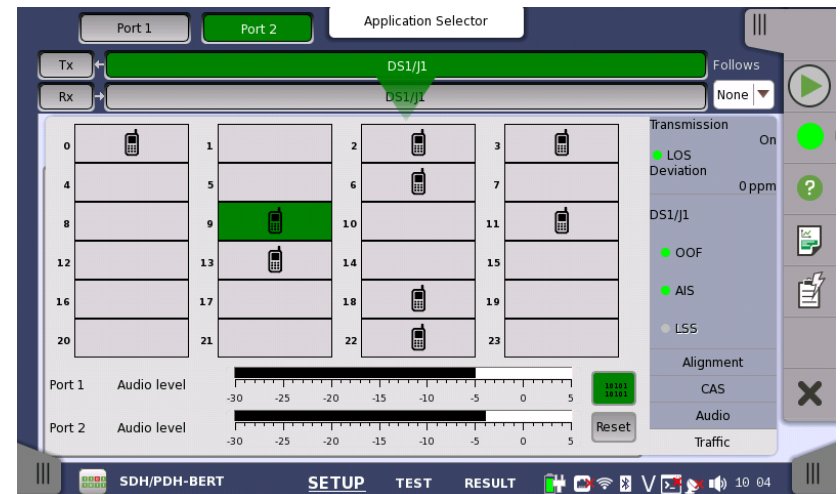 Port 1 Port 2 Application Selector
Tx DS1/J1 Follows
Rx DS1/J1 None
Transmission
On
LOS
Deviation
0 ppm
DS1/J1
OOF
AIS
LSS
0 1 2 3
4 5 6 7
8 9 10 11
12 13 14 15
16 17 18 19
20 21 22 23
Alignment
CAS
Audio
Traffic
Port 1 Audio level
-30 -25 -20 -15 -10 -5 0 5
10101
10101
Port 2 Audio level
-30 -25 -20 -15 -10 -5 0 5
Reset
SDH/PDH-BERT SETUP TEST RESULT 10 04